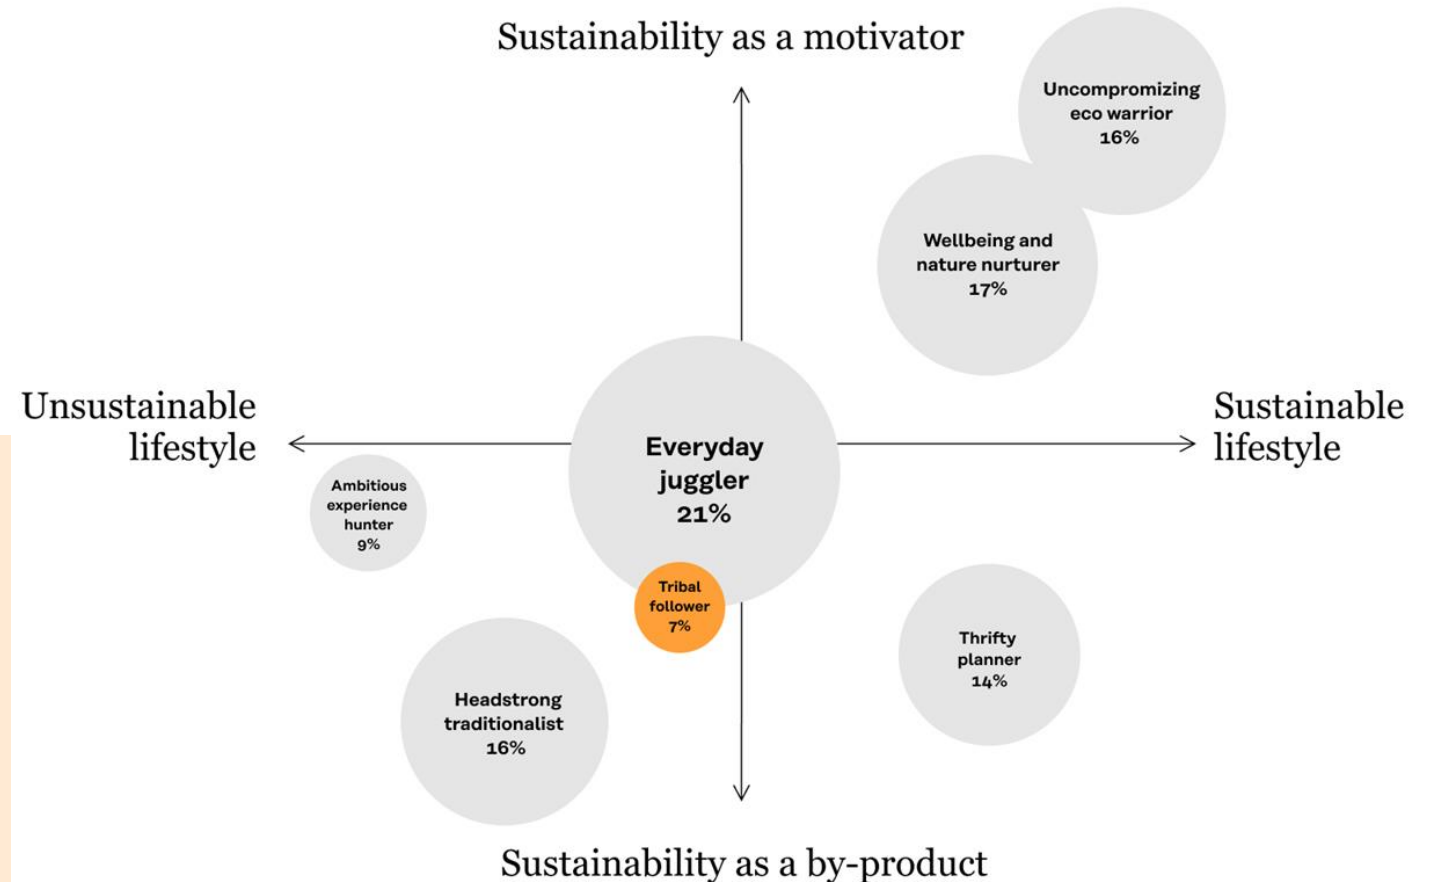 Sustainability as a motivator
Uncompromizing
eco warrior
16%
Wellbeing and
nature nurturer
17%
Unsustainable
lifestyle
Sustainable
lifestyle
Everyday
juggler
21%
Ambitious
experience
hunter
9%
Tribal
follower
7%
Thrifty
planner
14%
Headstrong
traditionalist
16%
Sustainability as a by-product